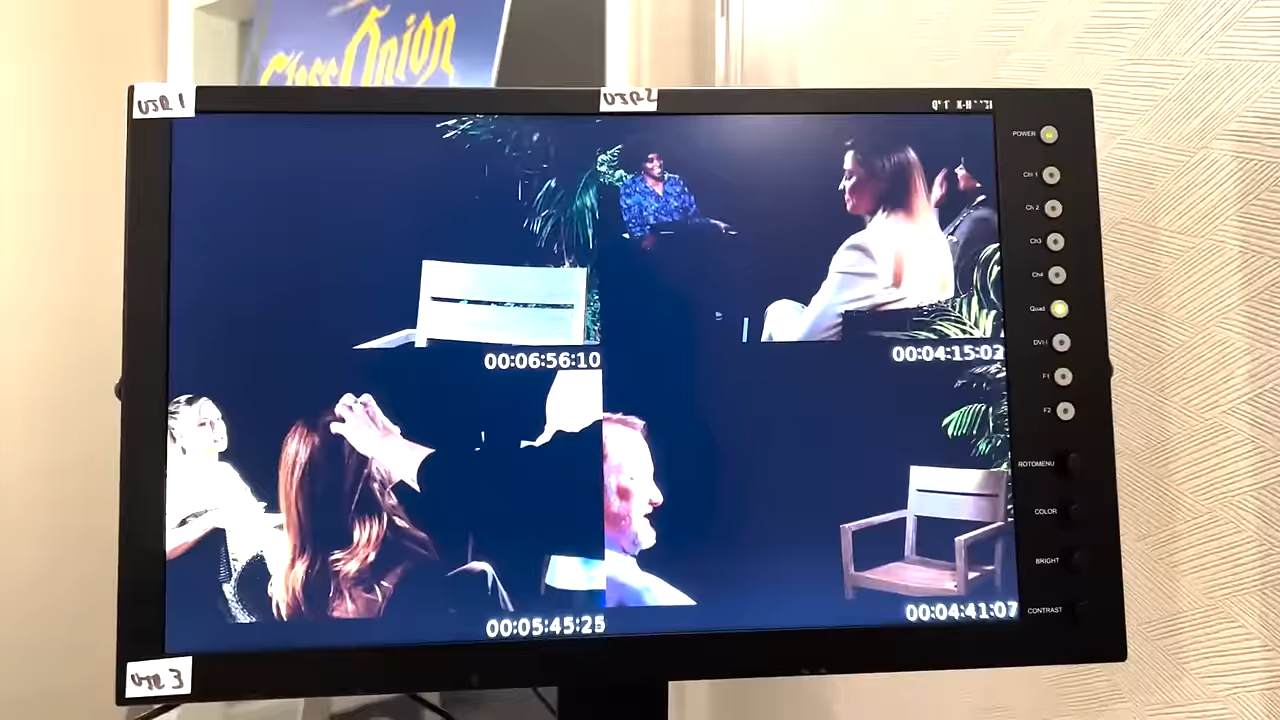 Glass Onion
VTR 1
VTR 2
POWER
CH 1
Ch 2
Ch3
Ch4
Quad
DVI-I
F1
F2
ROTOMENU
COLOR
BRIGHT
CONTRAST
00:06:56:10
00:04:15:02
00:05:45:25
00:04:41:07
VTR 3